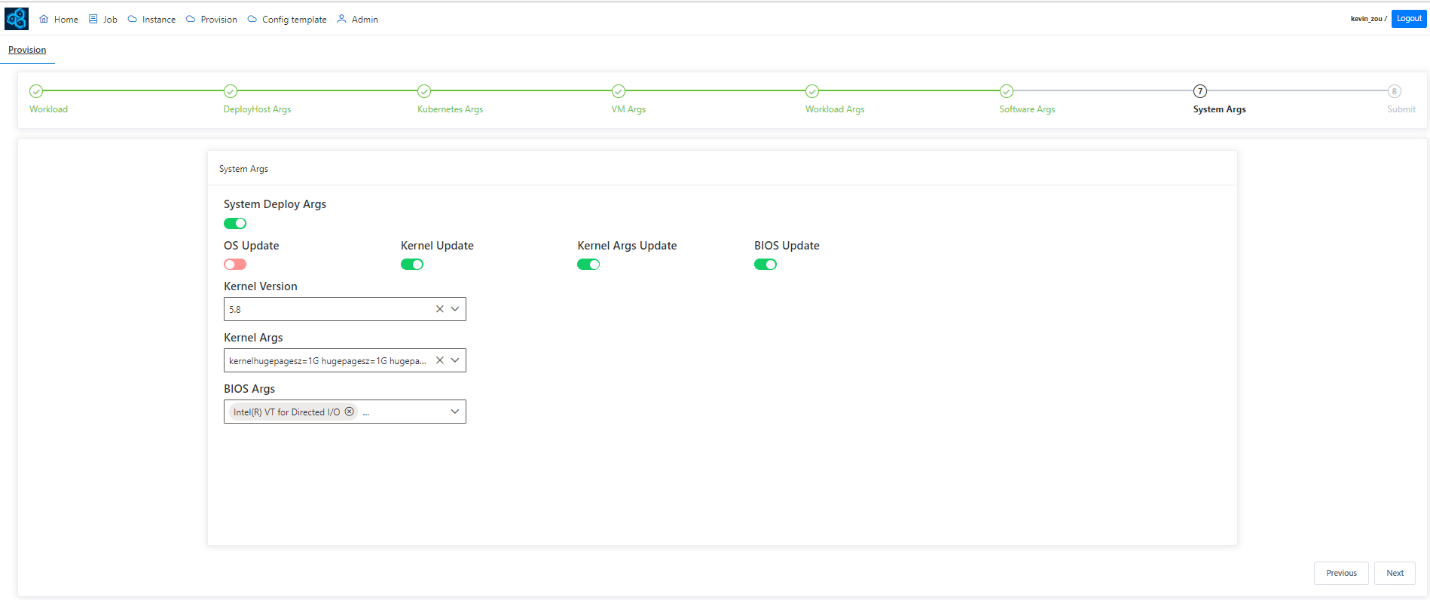 Home Job Instance Provision Config template Admin kevin_zou / Logout
Provision
7 8
Workload DeployHost Args Kubernetes Args VM Args Workload Args Software Args System Args Submit
System Args
System Deploy Args
OS Update Kernel Update Kernel Args Update BIOS Update
Kernel Version
5.8
Kernel Args
kernelhugepagesz=1G hugepagesz=1G hugepa...
BIOS Args
Intel(R) VT for Directed I/O ...
Previous Next